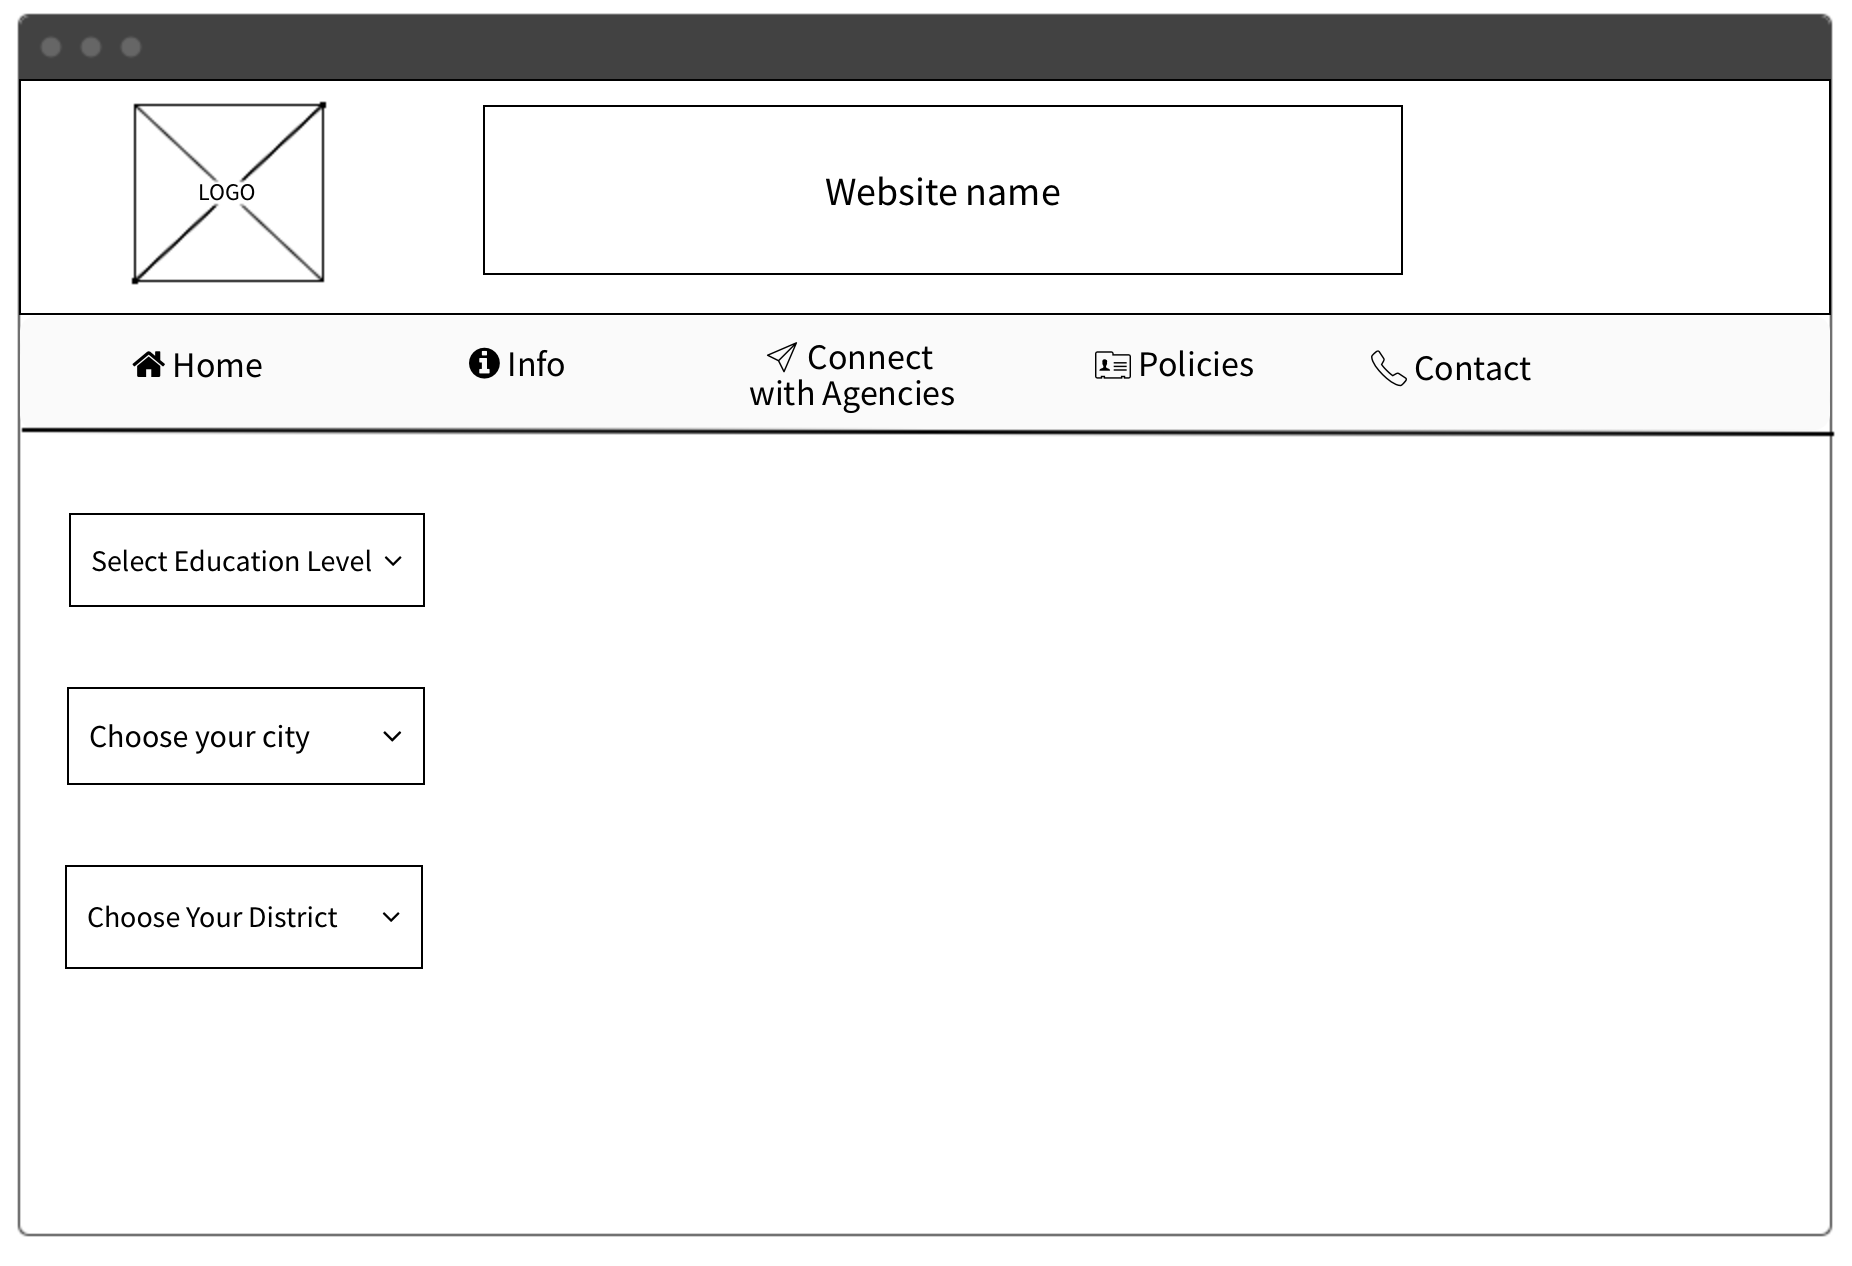 LOGO
Website name
Home
Info
Connect
with Agencies
Policies
Contact
Select Education Level
Choose your city
Choose Your District